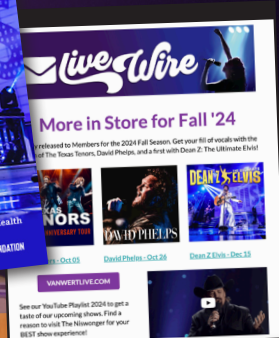 Live Wire
More in Store for Fall '24
released to Members for the 2024 Fall Season. Get your fill of vocals with the
of The Texas Tenors, David Phelps, and a first with Dean Z: The Ultimate Elvis!
NORS
ANNIVERSARY TOUR
DAVID PHELPS
DEAN Z ELVIS
- Oct 05
David Phelps - Oct 26
Dean Z Elvis - Dec 15
VANWERTLIVE.COM
See our YouTube Playlist 2024 to get a
taste of our upcoming shows. Find a
reason to visit The Niswonger for your
BEST show experience!